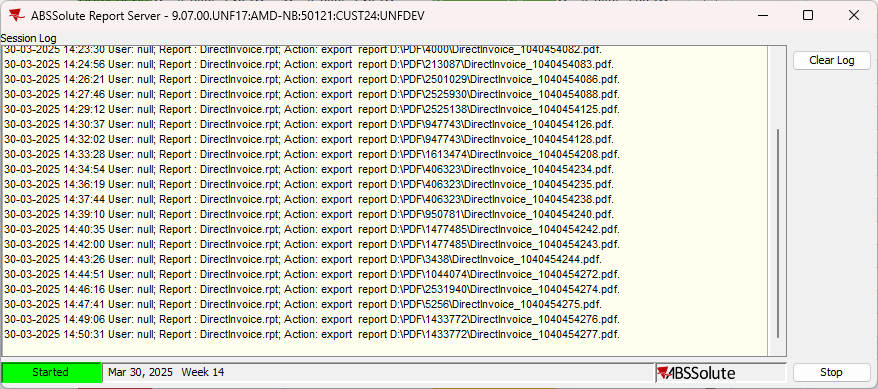 ABSSolute Report Server - 9.07.00.UNF17:AMD-NB:50121:CUST24:UNFDEV
Session Log
30-03-2025 14:23:30 User: null; Report : DirectInvoice.rpt; Action: export  report D:\PDF\4000\DirectInvoice_1040454082.pdf.
30-03-2025 14:24:56 User: null; Report : DirectInvoice.rpt; Action: export  report D:\PDF\213087\DirectInvoice_1040454083.pdf.
30-03-2025 14:26:21 User: null; Report : DirectInvoice.rpt; Action: export  report D:\PDF\2501029\DirectInvoice_1040454086.pdf.
30-03-2025 14:27:46 User: null; Report : DirectInvoice.rpt; Action: export  report D:\PDF\2525930\DirectInvoice_1040454088.pdf.
30-03-2025 14:29:12 User: null; Report : DirectInvoice.rpt; Action: export  report D:\PDF\2525138\DirectInvoice_1040454125.pdf.
30-03-2025 14:30:37 User: null; Report : DirectInvoice.rpt; Action: export  report D:\PDF\947743\DirectInvoice_1040454126.pdf.
30-03-2025 14:32:02 User: null; Report : DirectInvoice.rpt; Action: export  report D:\PDF\947743\DirectInvoice_1040454128.pdf.
30-03-2025 14:33:28 User: null; Report : DirectInvoice.rpt; Action: export  report D:\PDF\1613474\DirectInvoice_1040454208.pdf.
30-03-2025 14:34:54 User: null; Report : DirectInvoice.rpt; Action: export  report D:\PDF\406323\DirectInvoice_1040454234.pdf.
30-03-2025 14:36:19 User: null; Report : DirectInvoice.rpt; Action: export  report D:\PDF\406323\DirectInvoice_1040454235.pdf.
30-03-2025 14:37:44 User: null; Report : DirectInvoice.rpt; Action: export  report D:\PDF\406323\DirectInvoice_1040454238.pdf.
30-03-2025 14:39:10 User: null; Report : DirectInvoice.rpt; Action: export  report D:\PDF\950781\DirectInvoice_1040454240.pdf.
30-03-2025 14:40:35 User: null; Report : DirectInvoice.rpt; Action: export  report D:\PDF\1477485\DirectInvoice_1040454242.pdf.
30-03-2025 14:42:00 User: null; Report : DirectInvoice.rpt; Action: export  report D:\PDF\1477485\DirectInvoice_1040454243.pdf.
30-03-2025 14:43:26 User: null; Report : DirectInvoice.rpt; Action: export  report D:\PDF\3438\DirectInvoice_1040454244.pdf.
30-03-2025 14:44:51 User: null; Report : DirectInvoice.rpt; Action: export  report D:\PDF\1044074\DirectInvoice_1040454272.pdf.
30-03-2025 14:46:16 User: null; Report : DirectInvoice.rpt; Action: export  report D:\PDF\2531940\DirectInvoice_1040454274.pdf.
30-03-2025 14:47:41 User: null; Report : DirectInvoice.rpt; Action: export  report D:\PDF\5256\DirectInvoice_1040454275.pdf.
30-03-2025 14:49:06 User: null; Report : DirectInvoice.rpt; Action: export  report D:\PDF\1433772\DirectInvoice_1040454276.pdf.
30-03-2025 14:50:31 User: null; Report : DirectInvoice.rpt; Action: export  report D:\PDF\1433772\DirectInvoice_1040454277.pdf.
Clear Log
Started
Mar 30, 2025   Week 14
ABSSolute
Stop